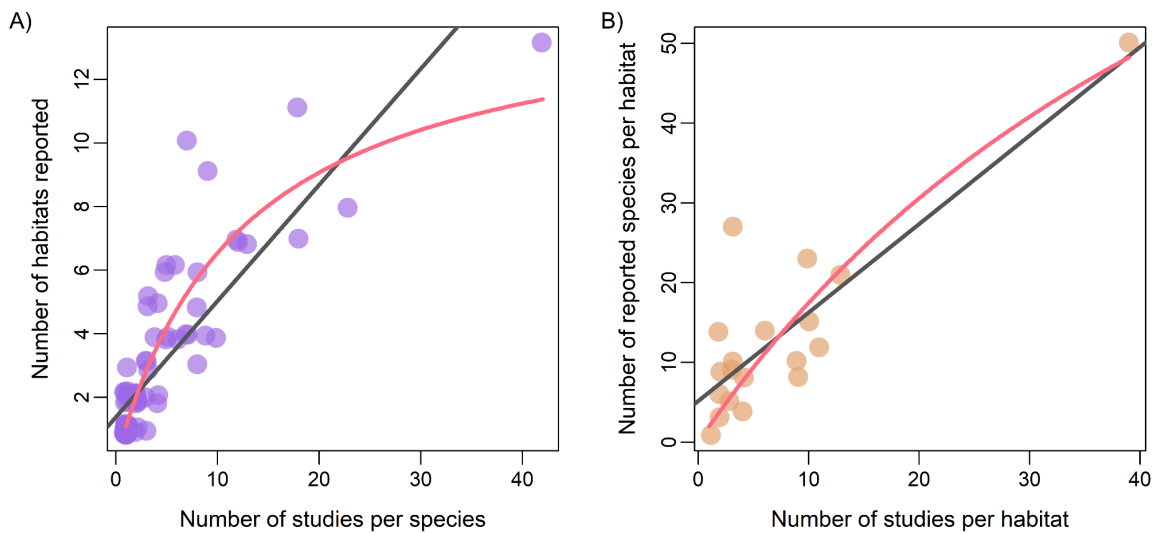 A)
Number of habitats reported
12
10
8
6
4
2
0 10 20 30 40
Number of studies per species
B)
Number of reported species per habitat
50
40
30
20
10
0
0 10 20 30 40
Number of studies per habitat